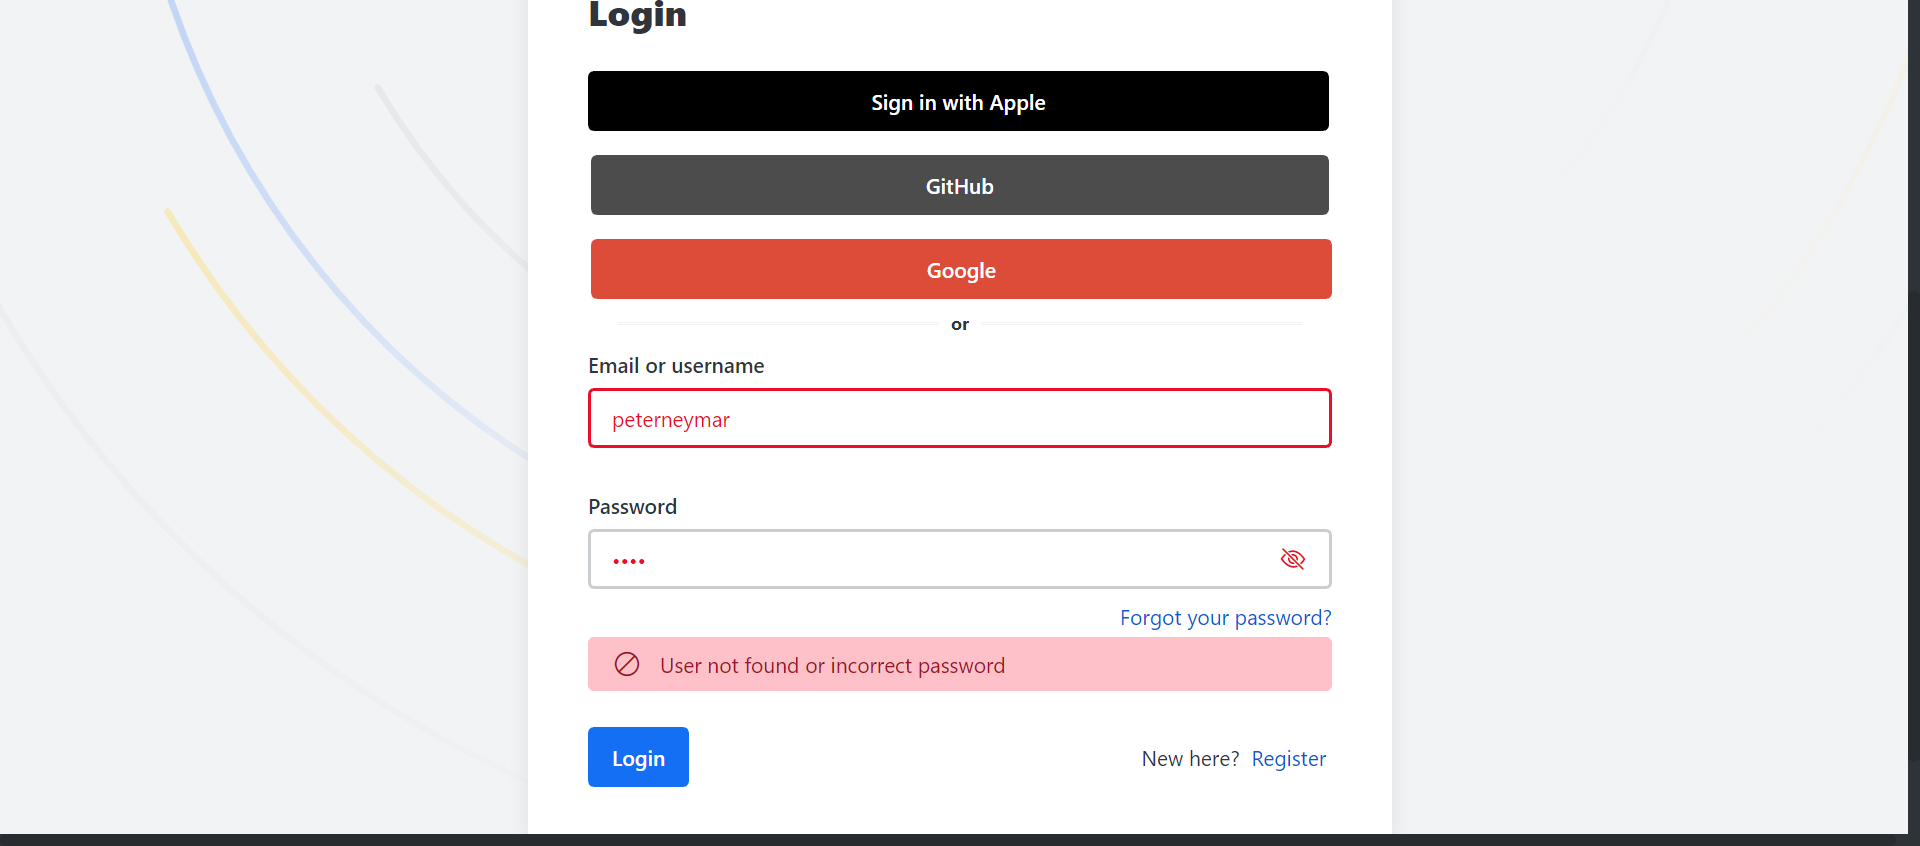 Login
Sign in with Apple
GitHub
Google
or
Email or username
peterneymar
Password
••••
Forgot your password?
User not found or incorrect password
Login
New here? Register